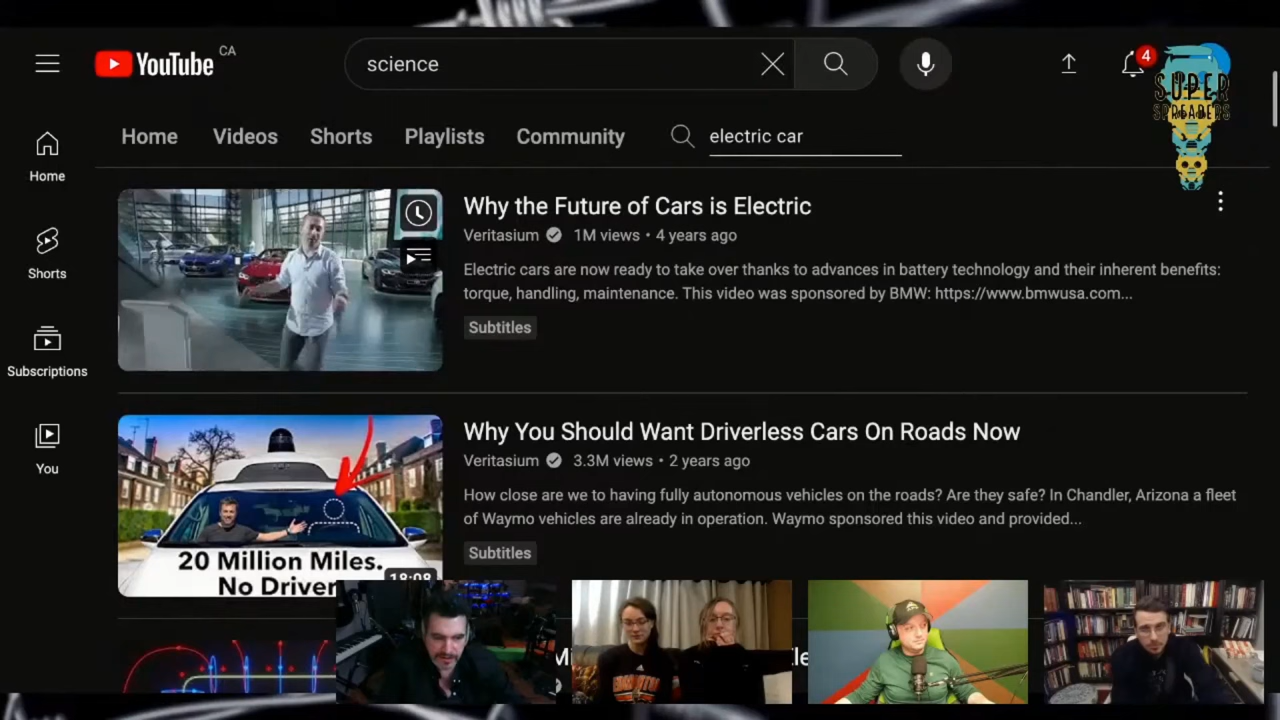 CA
YouTube
science
4
SUPER
SPREADERS
Home
Videos
Shorts
Playlists
Community
electric car
Home
Shorts
Subscriptions
You
Why the Future of Cars is Electric
Veritasium 1M views • 4 years ago
Electric cars are now ready to take over thanks to advances in battery technology and their inherent benefits:
torque, handling, maintenance. This video was sponsored by BMW: https://www.bmwusa.com...
Subtitles
Why You Should Want Driverless Cars On Roads Now
Veritasium 3.3M views • 2 years ago
How close are we to having fully autonomous vehicles on the roads? Are they safe? In Chandler, Arizona a fleet
of Waymo vehicles are already in operation. Waymo sponsored this video and provided...
Subtitles
20 Million Miles.
No Driver
18:08